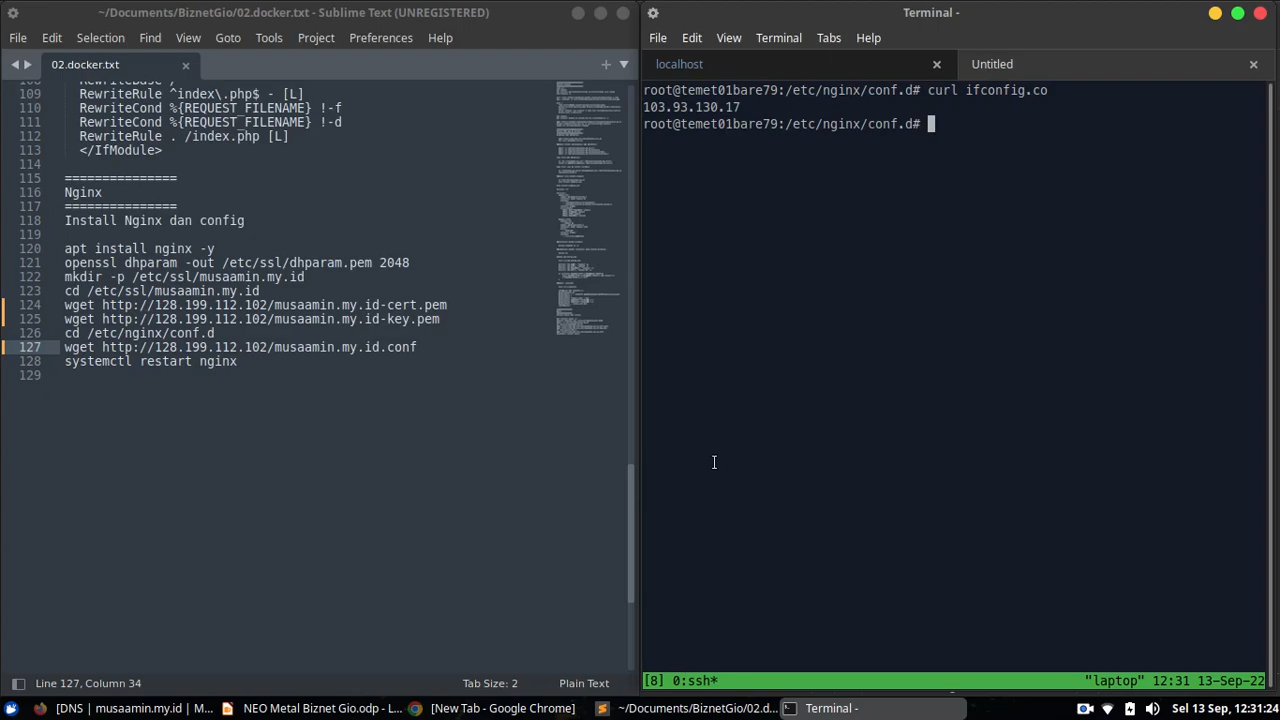 ~/Documents/BiznetGio/02.docker.txt - Sublime Text (UNREGISTERED)
File Edit Selection Find View Goto Tools Project Preferences Help
02.docker.txt
109 RewriteRule ^index\.php$ - [L]
110 RewriteCond %{REQUEST_FILENAME} !-f
111 RewriteCond %{REQUEST_FILENAME} !-d
112 RewriteRule . /index.php [L]
113 </IfModule>
114
115 ===============
116 Nginx
117 ===============
118 Install Nginx dan config
119
120 apt install nginx -y
121 openssl dhparam -out /etc/ssl/dhparam.pem 2048
122 mkdir -p /etc/ssl/musaamin.my.id
123 cd /etc/ssl/musaamin.my.id
124 wget http://128.199.112.102/musaamin.my.id-cert.pem
125 wget http://128.199.112.102/musaamin.my.id-key.pem
126 cd /etc/nginx/conf.d
127 wget http://128.199.112.102/musaamin.my.id.conf
128 systemctl restart nginx
129
Line 127, Column 34
Tab Size: 2
Plain Text
Terminal -
File Edit View Terminal Tabs Help
localhost
Untitled
root@temet01bare79:/etc/nginx/conf.d# curl ifconfig.co
103.93.130.17
root@temet01bare79:/etc/nginx/conf.d#
[8] 0:ssh*
"laptop" 12:31 13-Sep-22
[DNS | musaamin.my.id | M...
NEO Metal Biznet Gio.odp - L...
[New Tab - Google Chrome]
~/Documents/BiznetGio/02.d...
Terminal -
Sel 13 Sep, 12:31:24